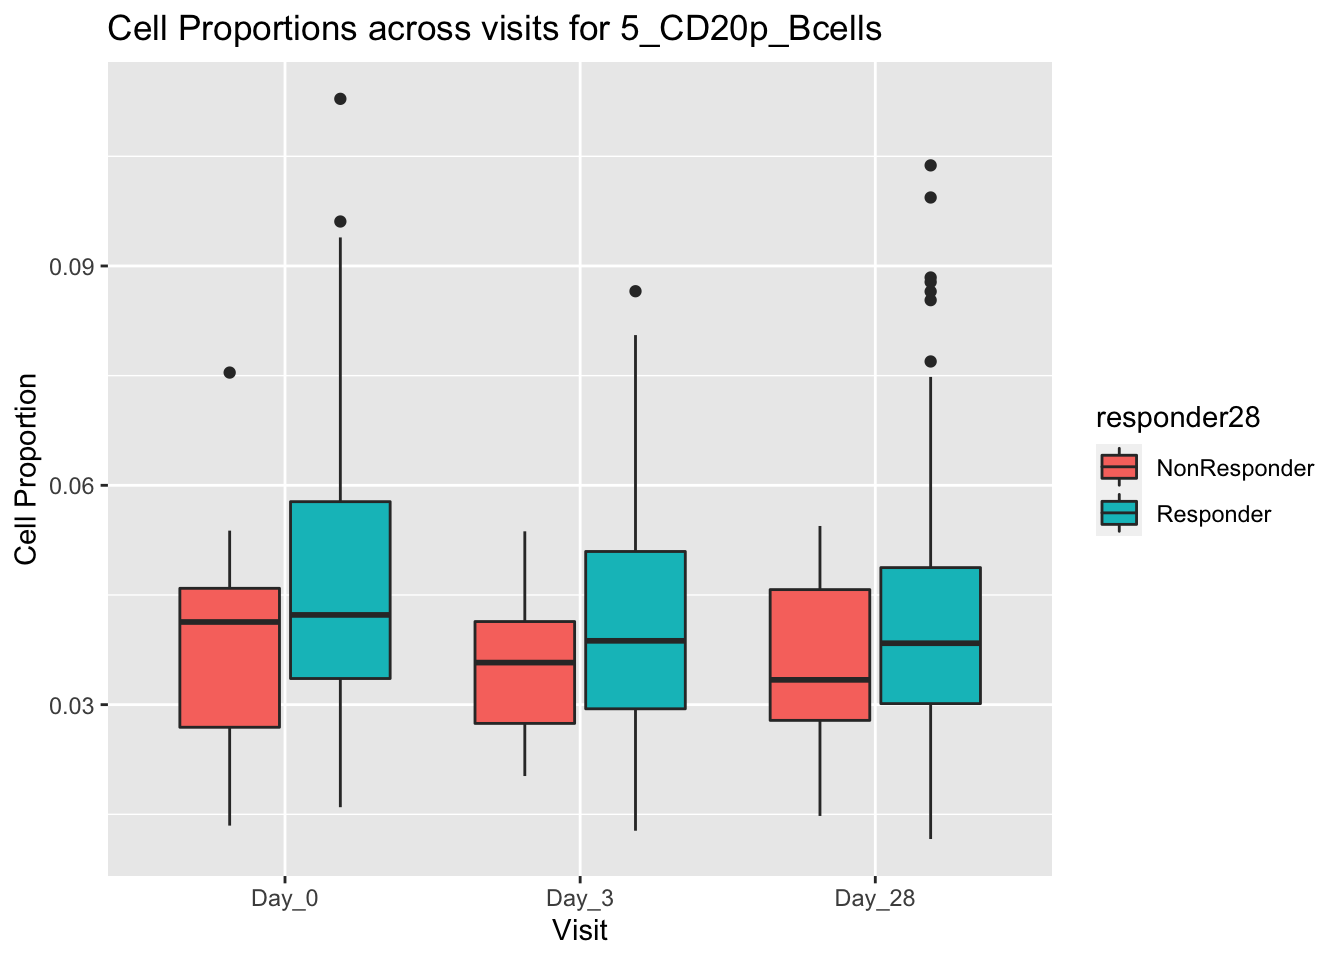 Cell Proportions across visits for 5_CD20p_Bcells
Cell Proportion
0.09
0.06
0.03
Day_0
Day_3
Day_28
Visit
responder28
NonResponder
Responder